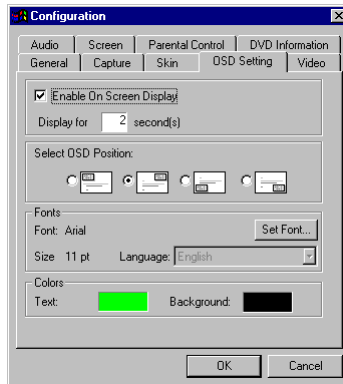 Configuration
Audio Screen Parental Control DVD Information
General Capture Skin OSD Setting Video
Enable On Screen Display
Display for 2 second(s)
Select OSD Position:
Fonts
Font: Arial Set Font...
Size 11 pt Language: English
Colors
Text: Background:
OK Cancel